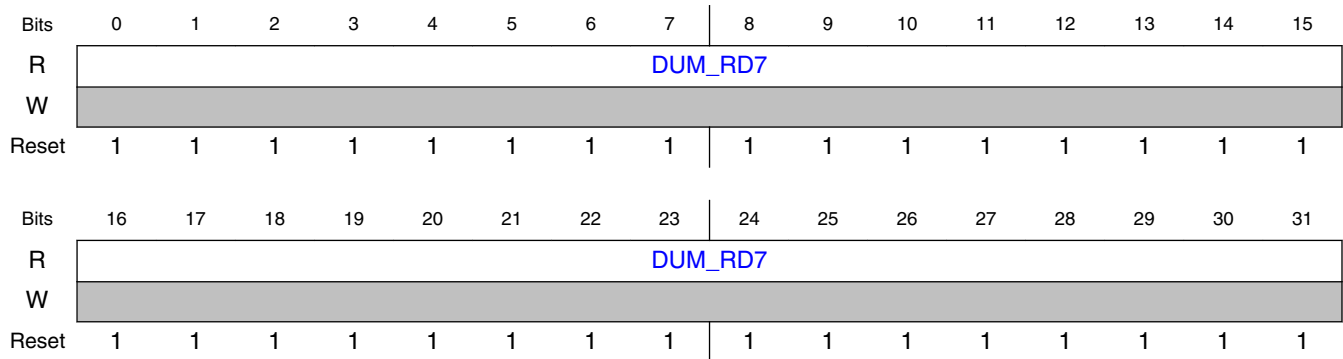 Bits 0 1 2 3 4 5 6 7 8 9 10 11 12 13 14 15
R DUM_RD7
W
Reset 1 1 1 1 1 1 1 1 1 1 1 1 1 1 1 1
Bits 16 17 18 19 20 21 22 23 24 25 26 27 28 29 30 31
R DUM_RD7
W
Reset 1 1 1 1 1 1 1 1 1 1 1 1 1 1 1 1